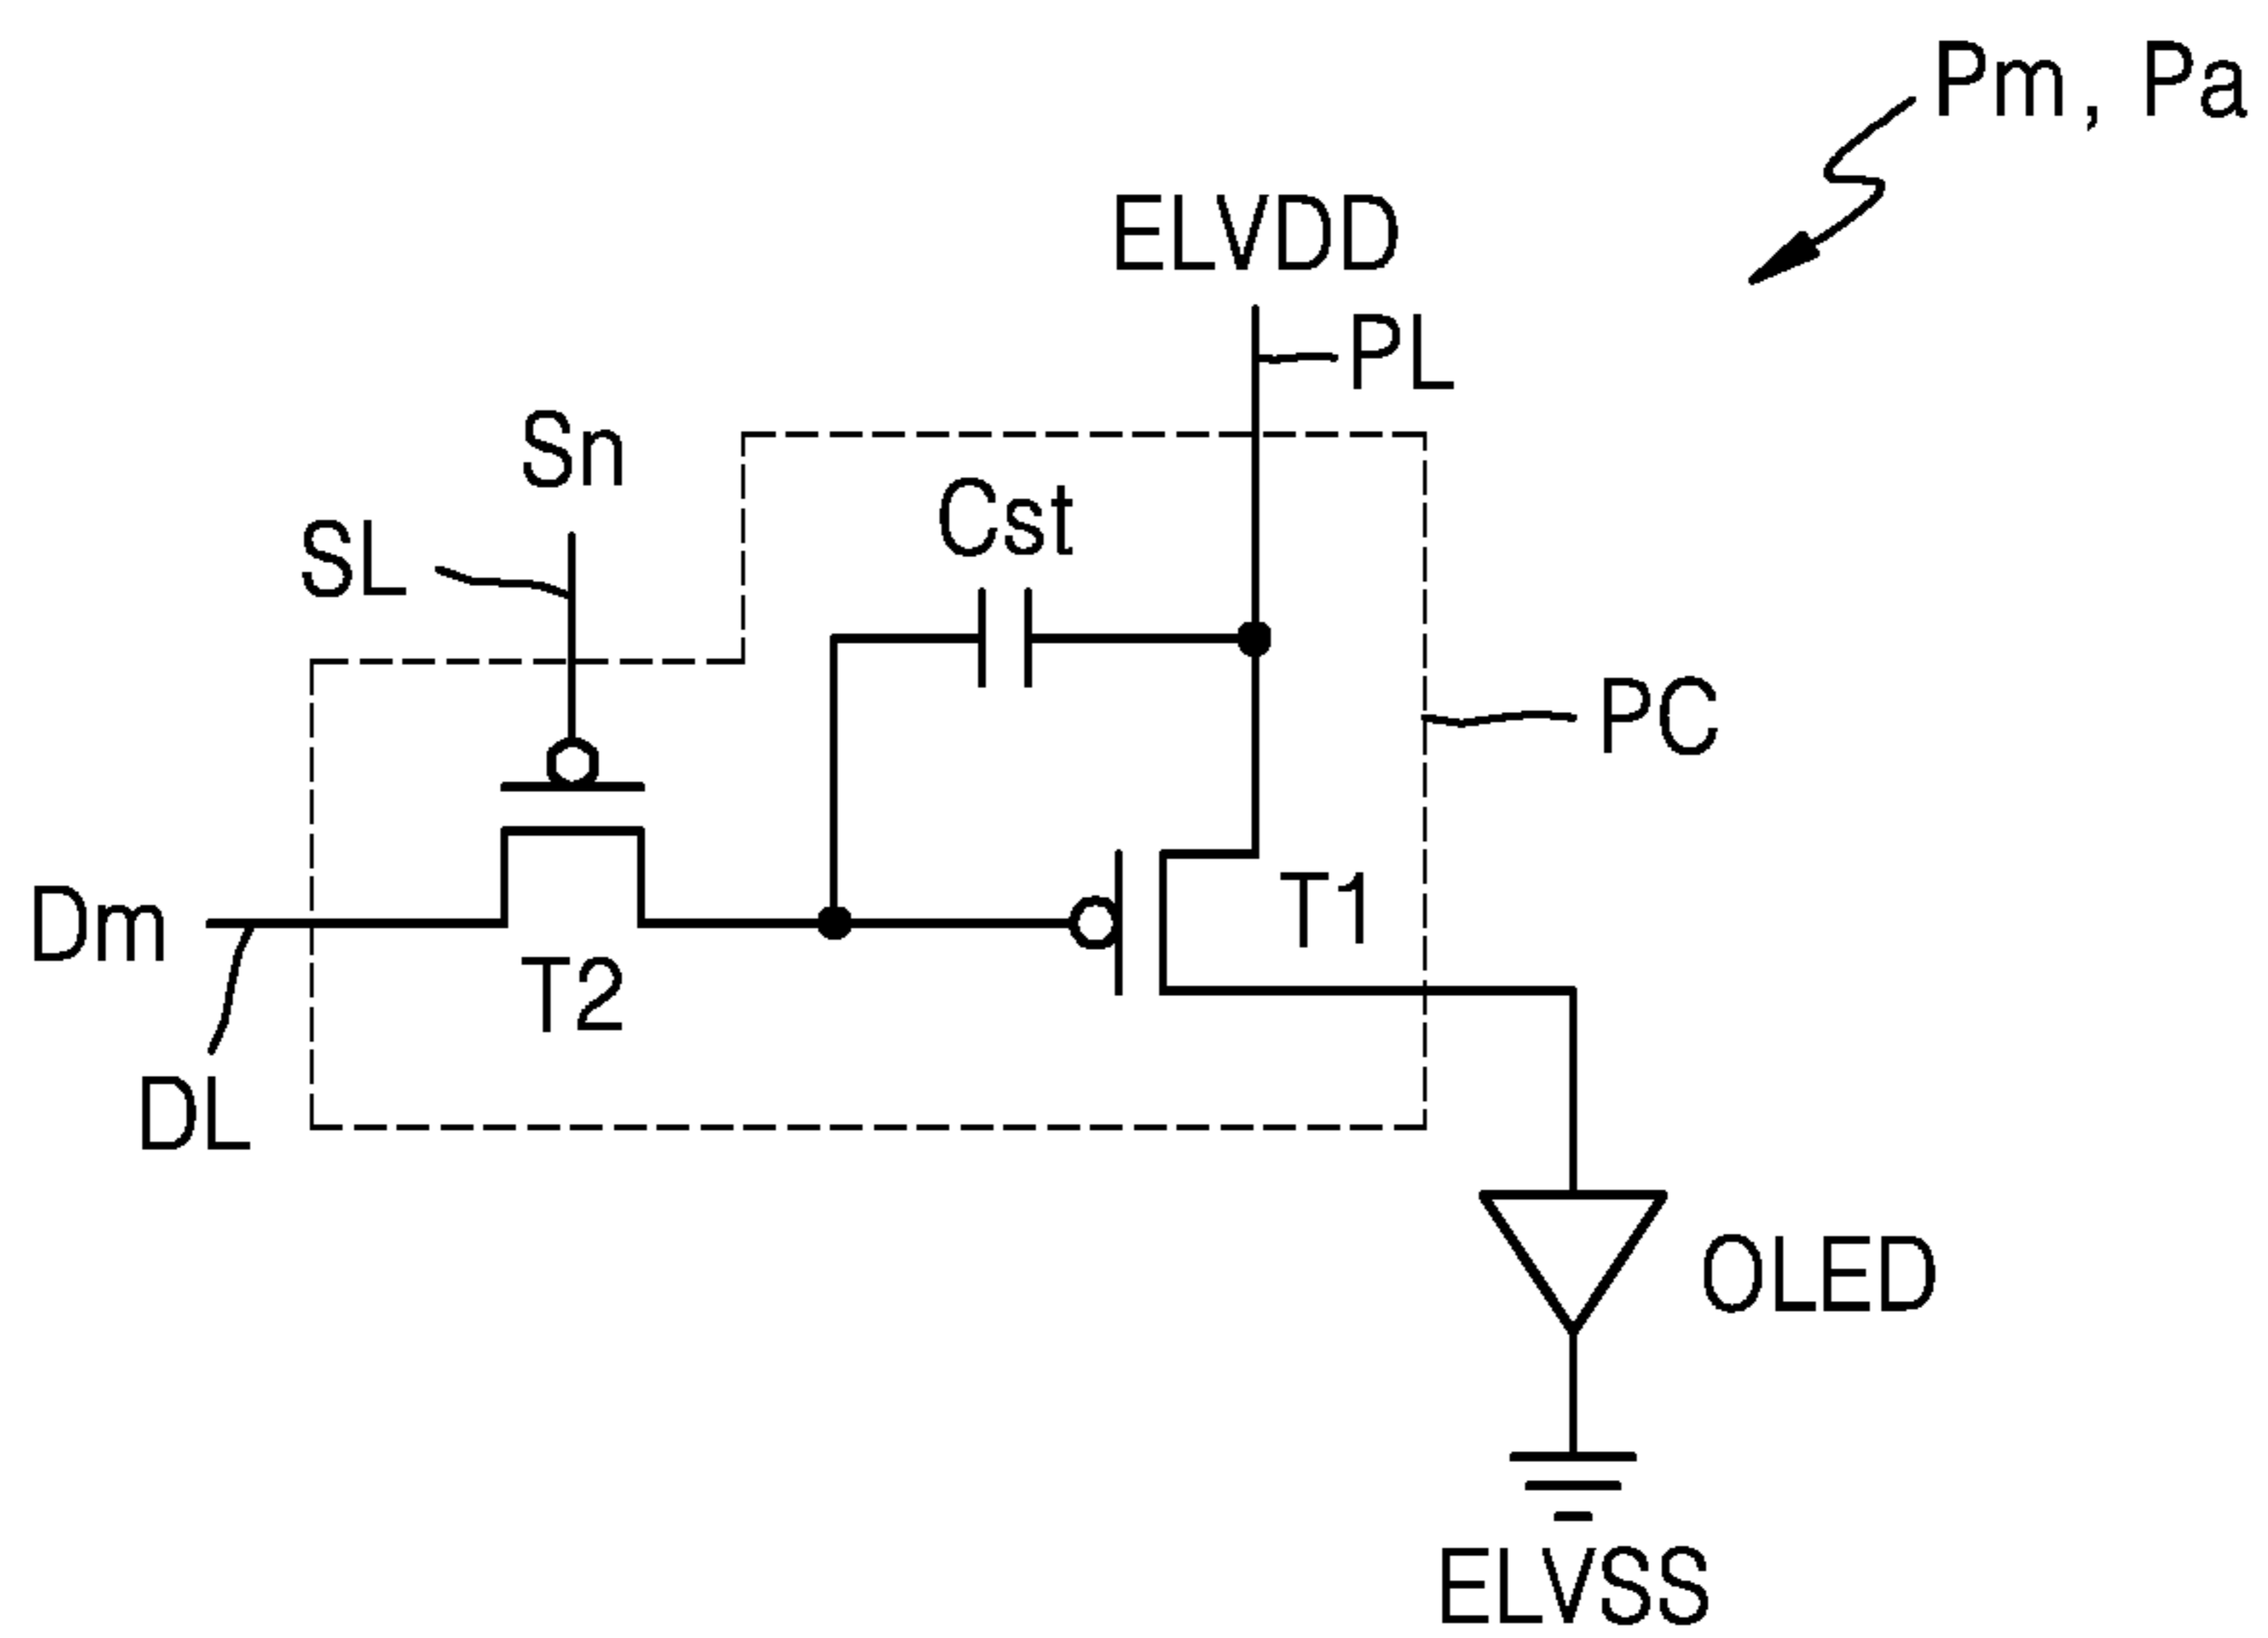 Pm, Pa
ELVDD
PL
Sn
Cst
SL
PC
T1
Dm
T2
DL
OLED
ELVSS